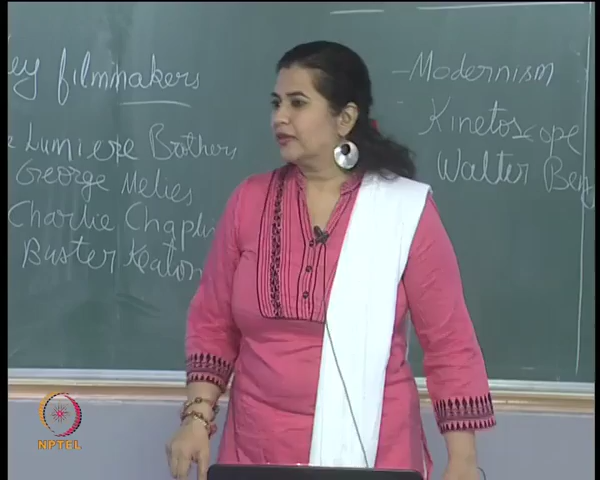 filmmakers
Lumiere Brothers
George Melies
Charlie
Buster Keaton
- Modernism
Kinetoscope
Walter
NPTEL